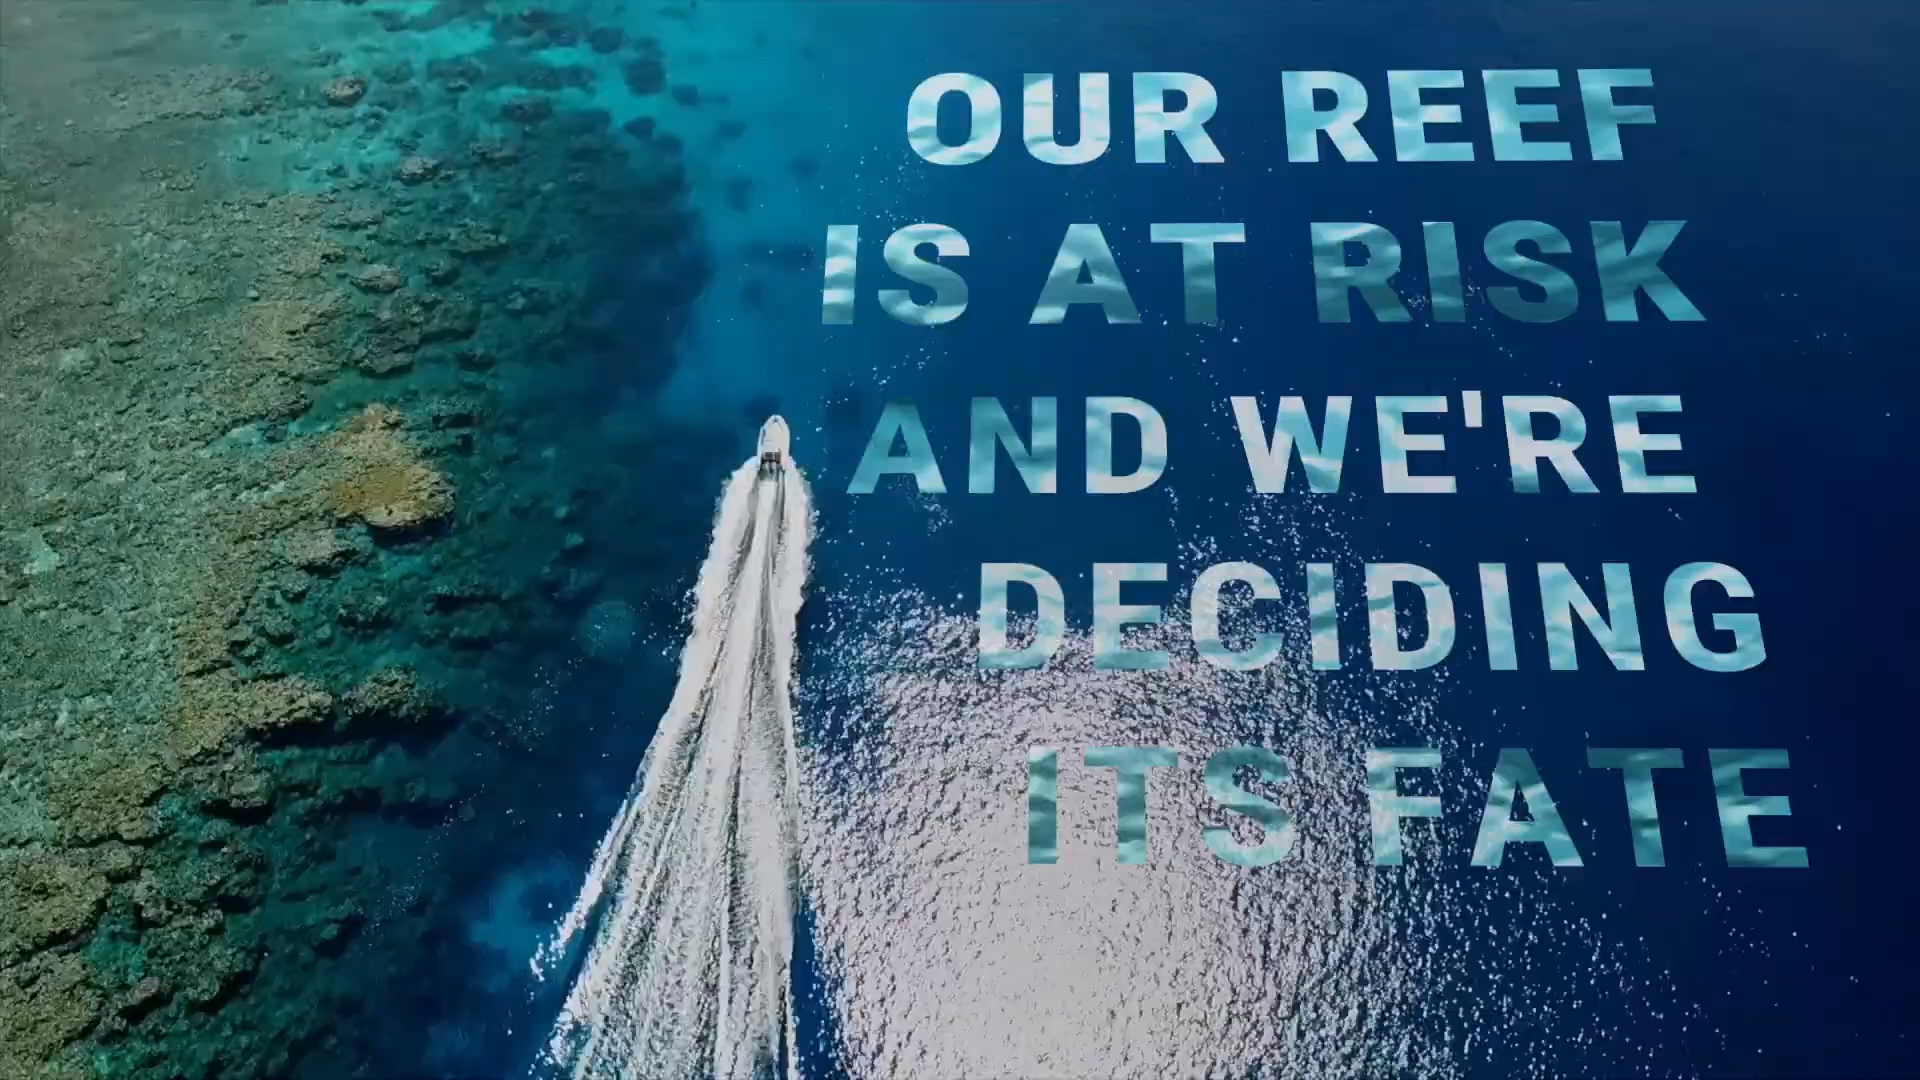 OUR REEF
IS AT RISK
AND WE'RE
DECIDING
ITS FATE